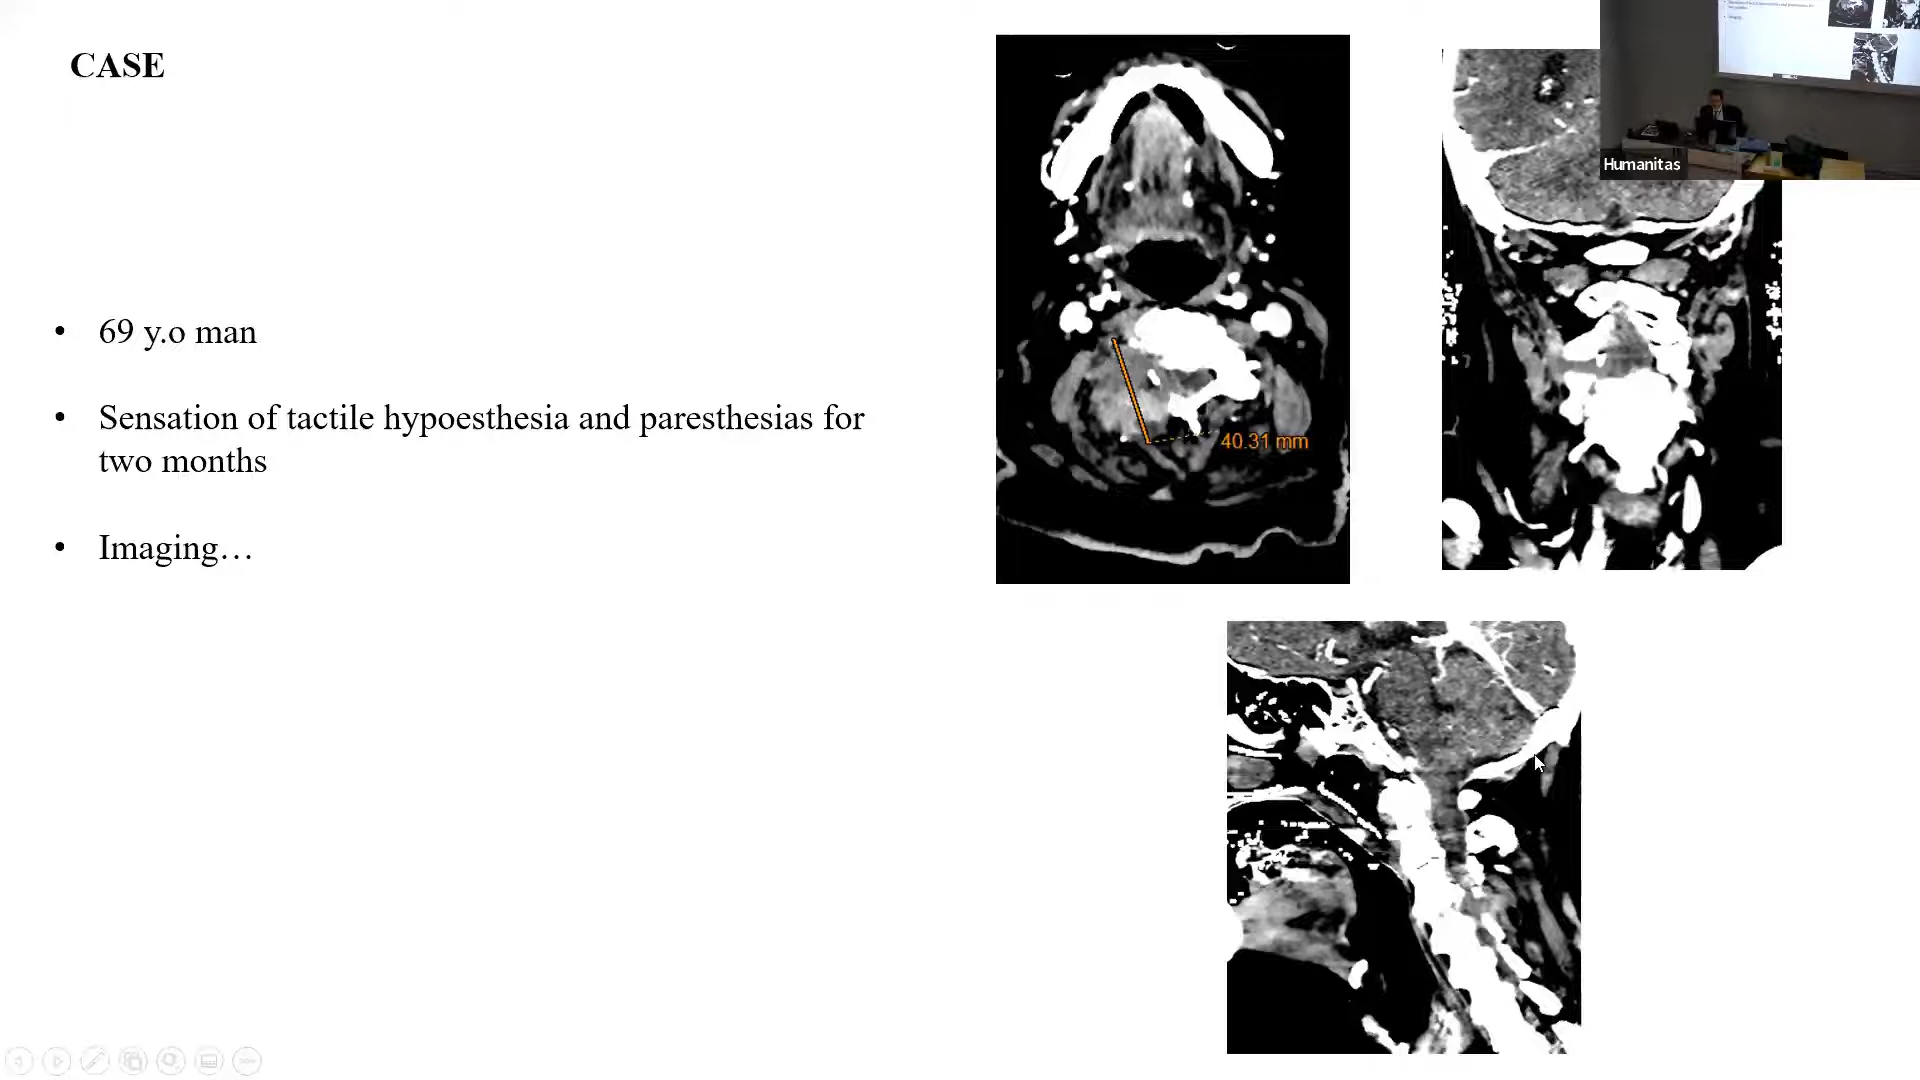 CASE
• 69 y.o man
• Sensation of tactile hypoesthesia and paresthesias for
two months
• Imaging…
40.31 mm
Humanitas